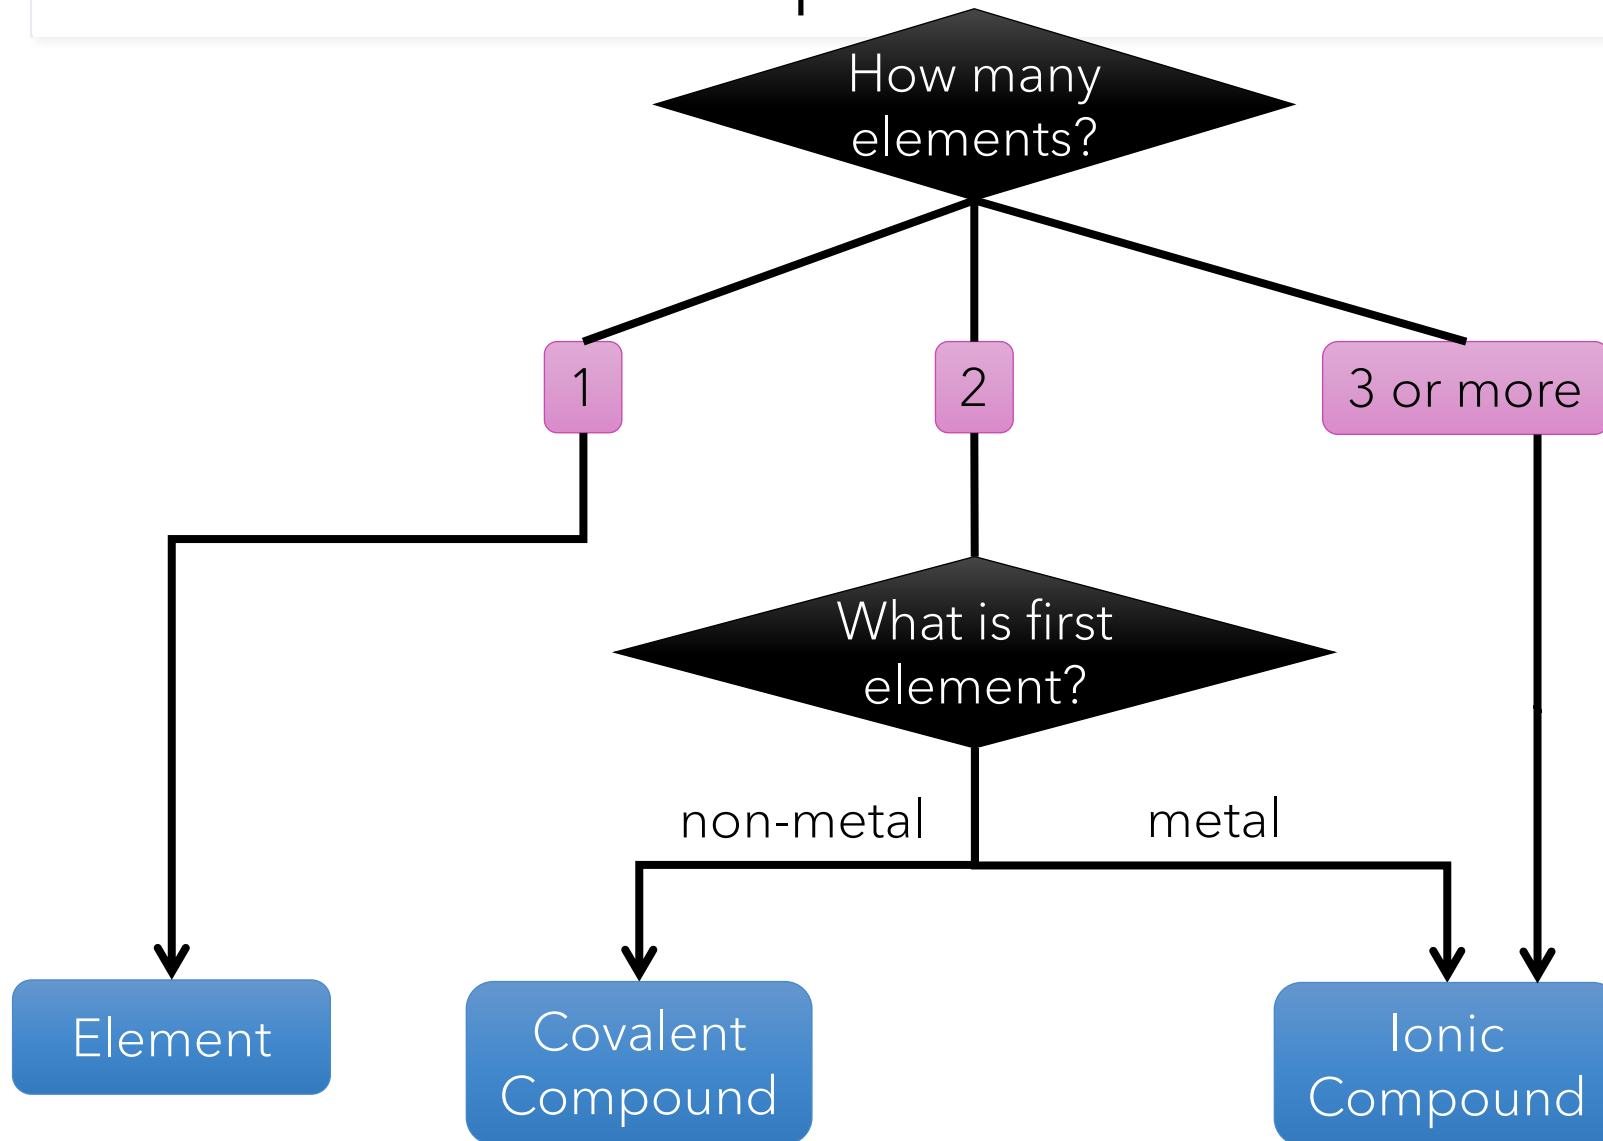 How many
elements?
1
2
3 or more
What is first
element?
non-metal
metal
Element
Covalent
Compound
Ionic
Compound